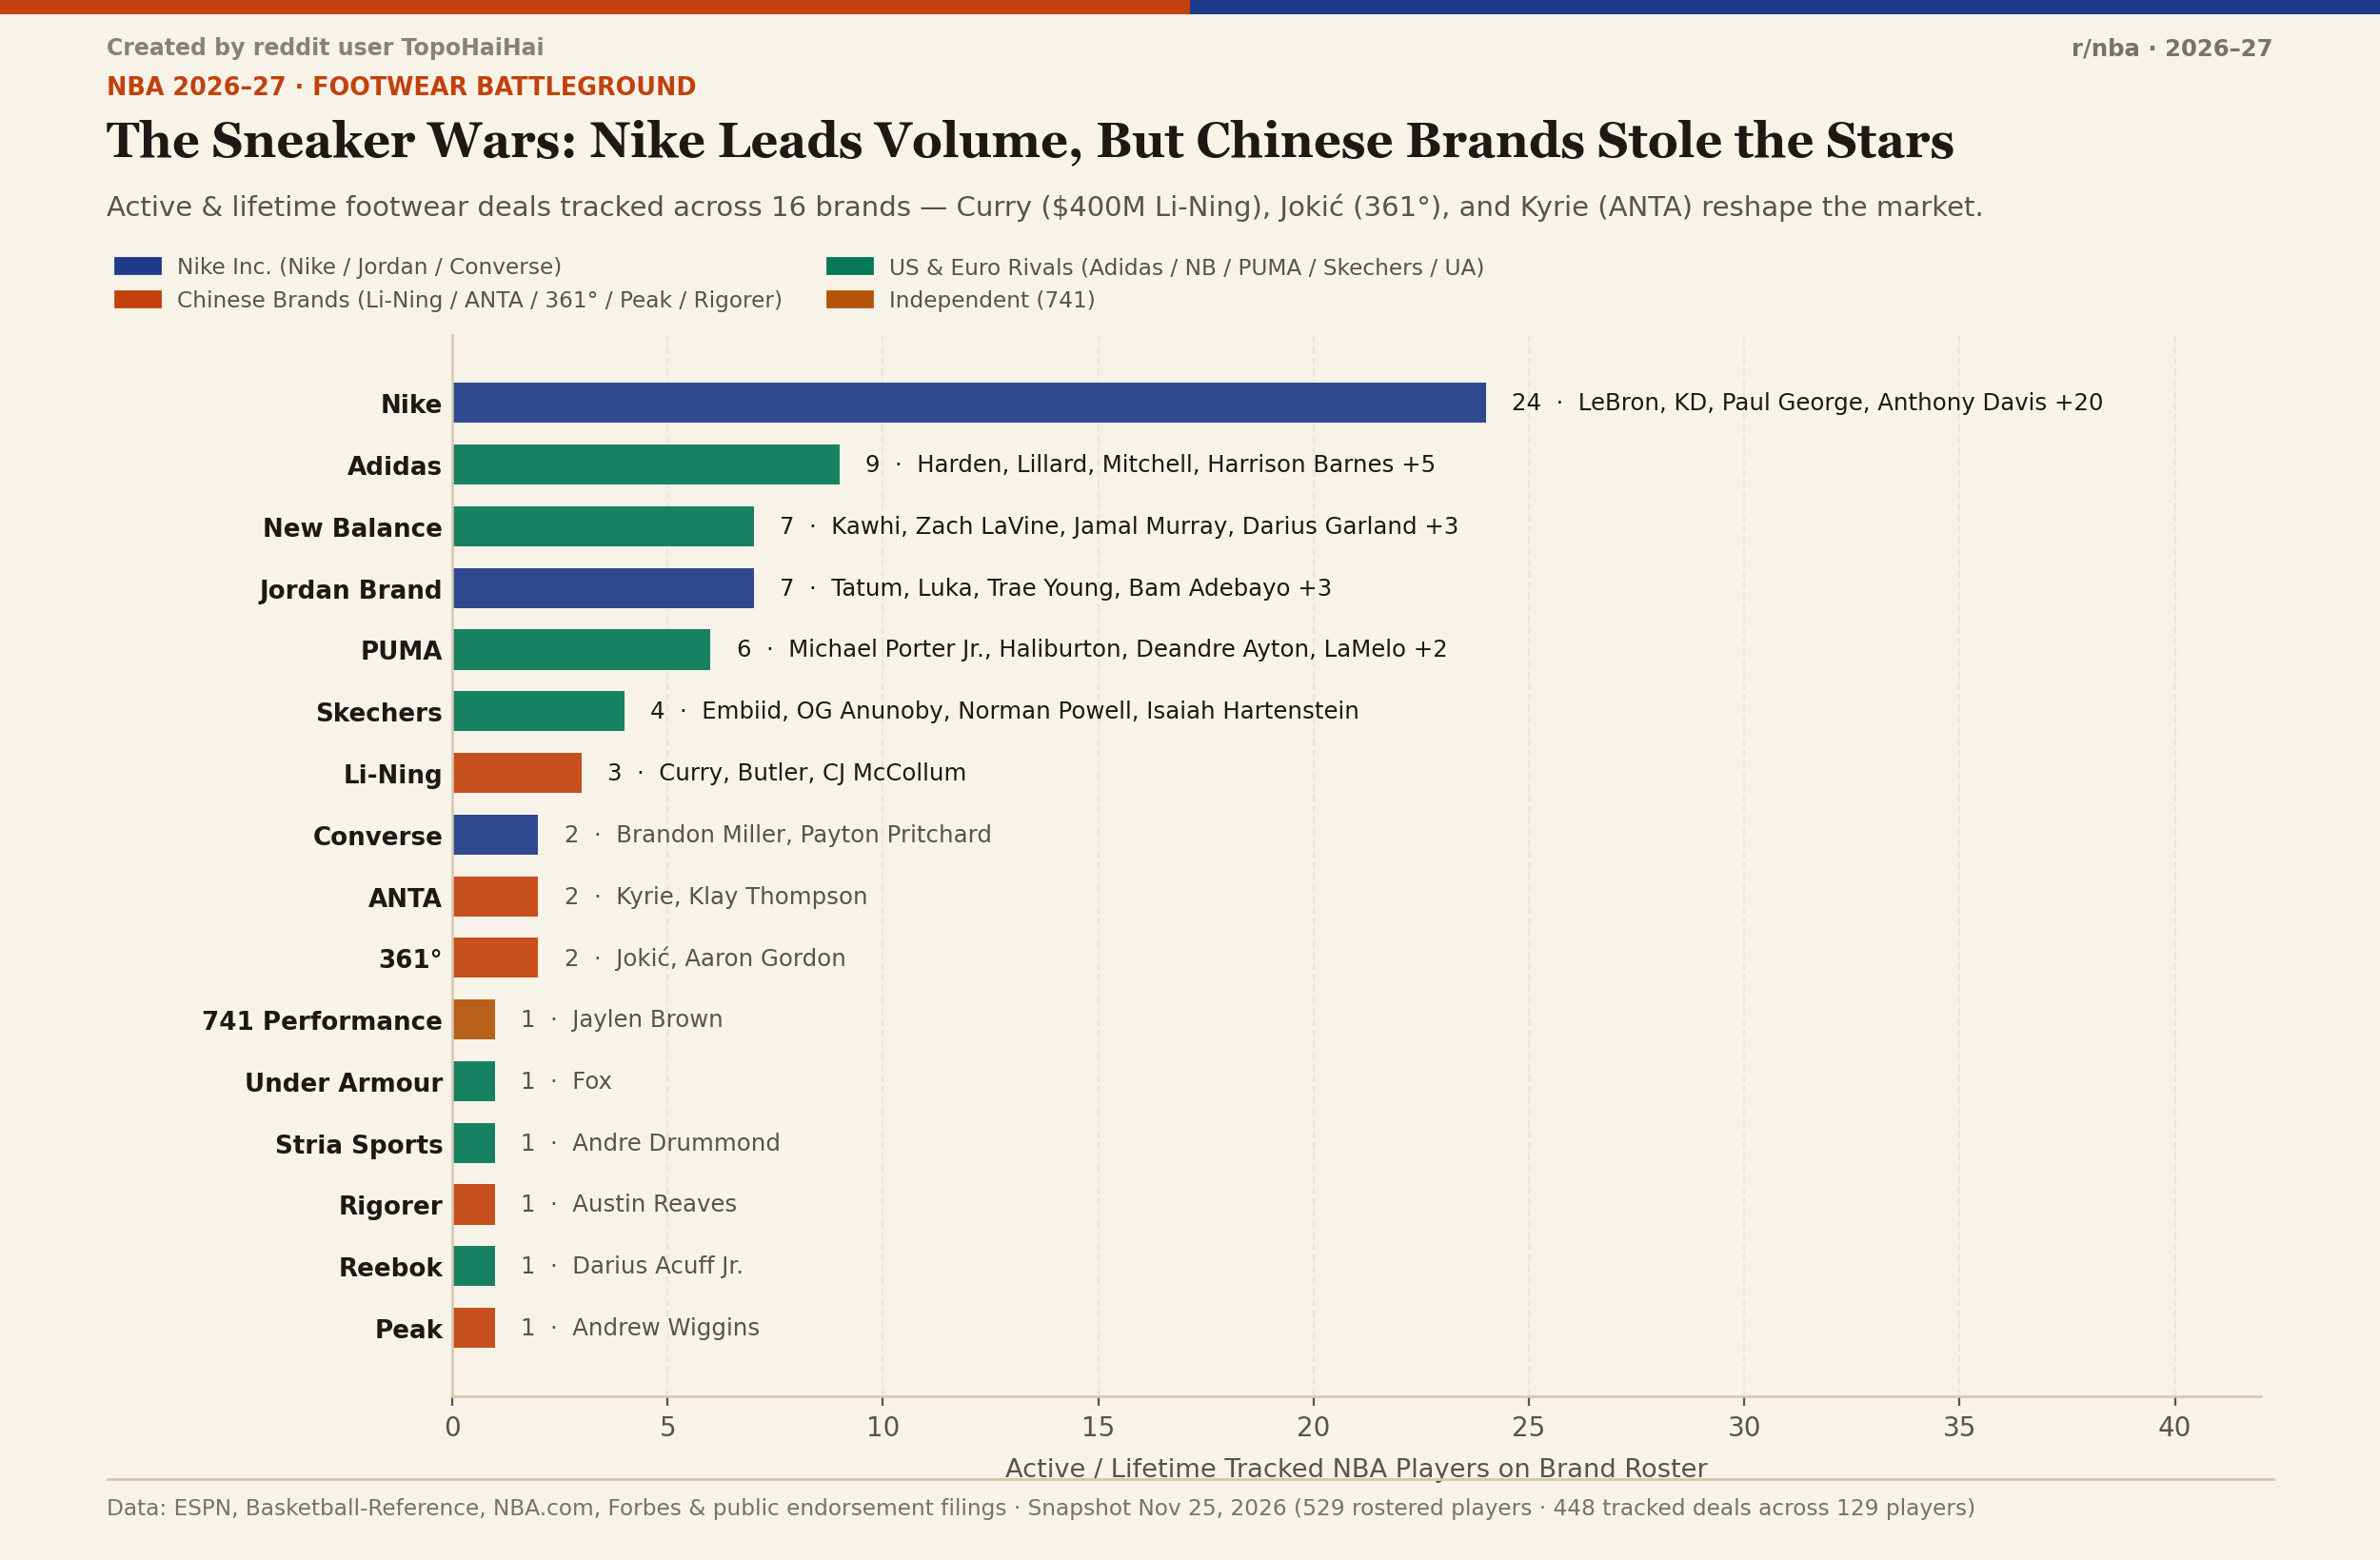 Created by reddit user TopoHaiHai
r/nba · 2026–27
NBA 2026–27 · FOOTWEAR BATTLEGROUND
The Sneaker Wars: Nike Leads Volume, But Chinese Brands Stole the Stars
Active & lifetime footwear deals tracked across 16 brands — Curry ($400M Li-Ning), Jokić (361°), and Kyrie (ANTA) reshape the market.
Nike Inc. (Nike / Jordan / Converse)
Chinese Brands (Li-Ning / ANTA / 361° / Peak / Rigorer)
US & Euro Rivals (Adidas / NB / PUMA / Skechers / UA)
Independent (741)
Nike 24 · LeBron, KD, Paul George, Anthony Davis +20
Adidas 9 · Harden, Lillard, Mitchell, Harrison Barnes +5
New Balance 7 · Kawhi, Zach LaVine, Jamal Murray, Darius Garland +3
Jordan Brand 7 · Tatum, Luka, Trae Young, Bam Adebayo +3
PUMA 6 · Michael Porter Jr., Haliburton, Deandre Ayton, LaMelo +2
Skechers 4 · Embiid, OG Anunoby, Norman Powell, Isaiah Hartenstein
Li-Ning 3 · Curry, Butler, CJ McCollum
Converse 2 · Brandon Miller, Payton Pritchard
ANTA 2 · Kyrie, Klay Thompson
361° 2 · Jokić, Aaron Gordon
741 Performance 1 · Jaylen Brown
Under Armour 1 · Fox
Stria Sports 1 · Andre Drummond
Rigorer 1 · Austin Reaves
Reebok 1 · Darius Acuff Jr.
Peak 1 · Andrew Wiggins
0 5 10 15 20 25 30 35 40
Active / Lifetime Tracked NBA Players on Brand Roster
Data: ESPN, Basketball-Reference, NBA.com, Forbes & public endorsement filings · Snapshot Nov 25, 2026 (529 rostered players · 448 tracked deals across 129 players)